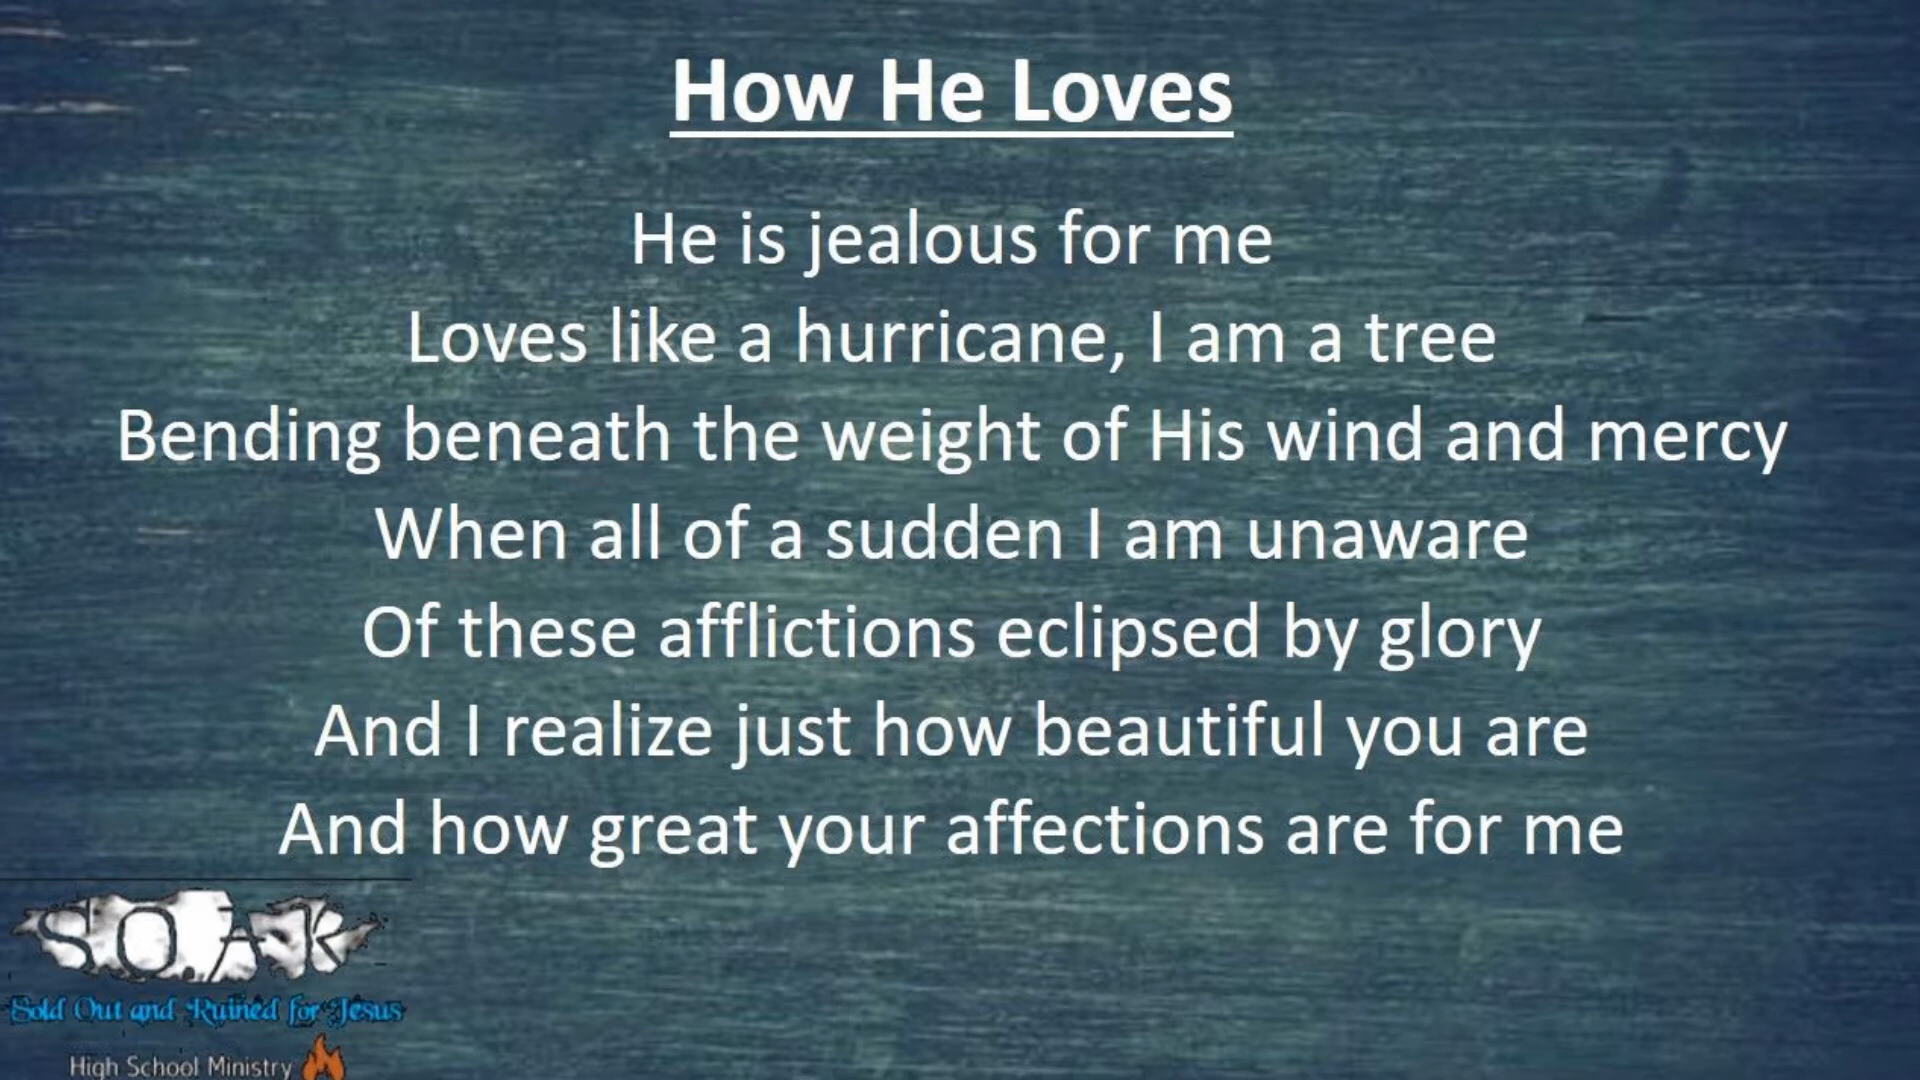 How He Loves
He is jealous for me
Loves like a hurricane, I am a tree
Bending beneath the weight of His wind and mercy
When all of a sudden I am unaware
Of these afflictions eclipsed by glory
And I realize just how beautiful you are
And how great your affections are for me
S.O.A.R
Sold Out and Ruined for Jesus
High School Ministry